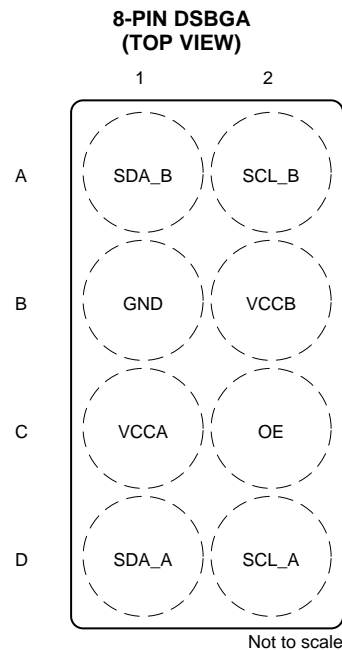 8-PIN DSBGA
(TOP VIEW)
1 2
A SDA_B SCL_B
B GND VCCB
C VCCA OE
D SDA_A SCL_A
Not to scale